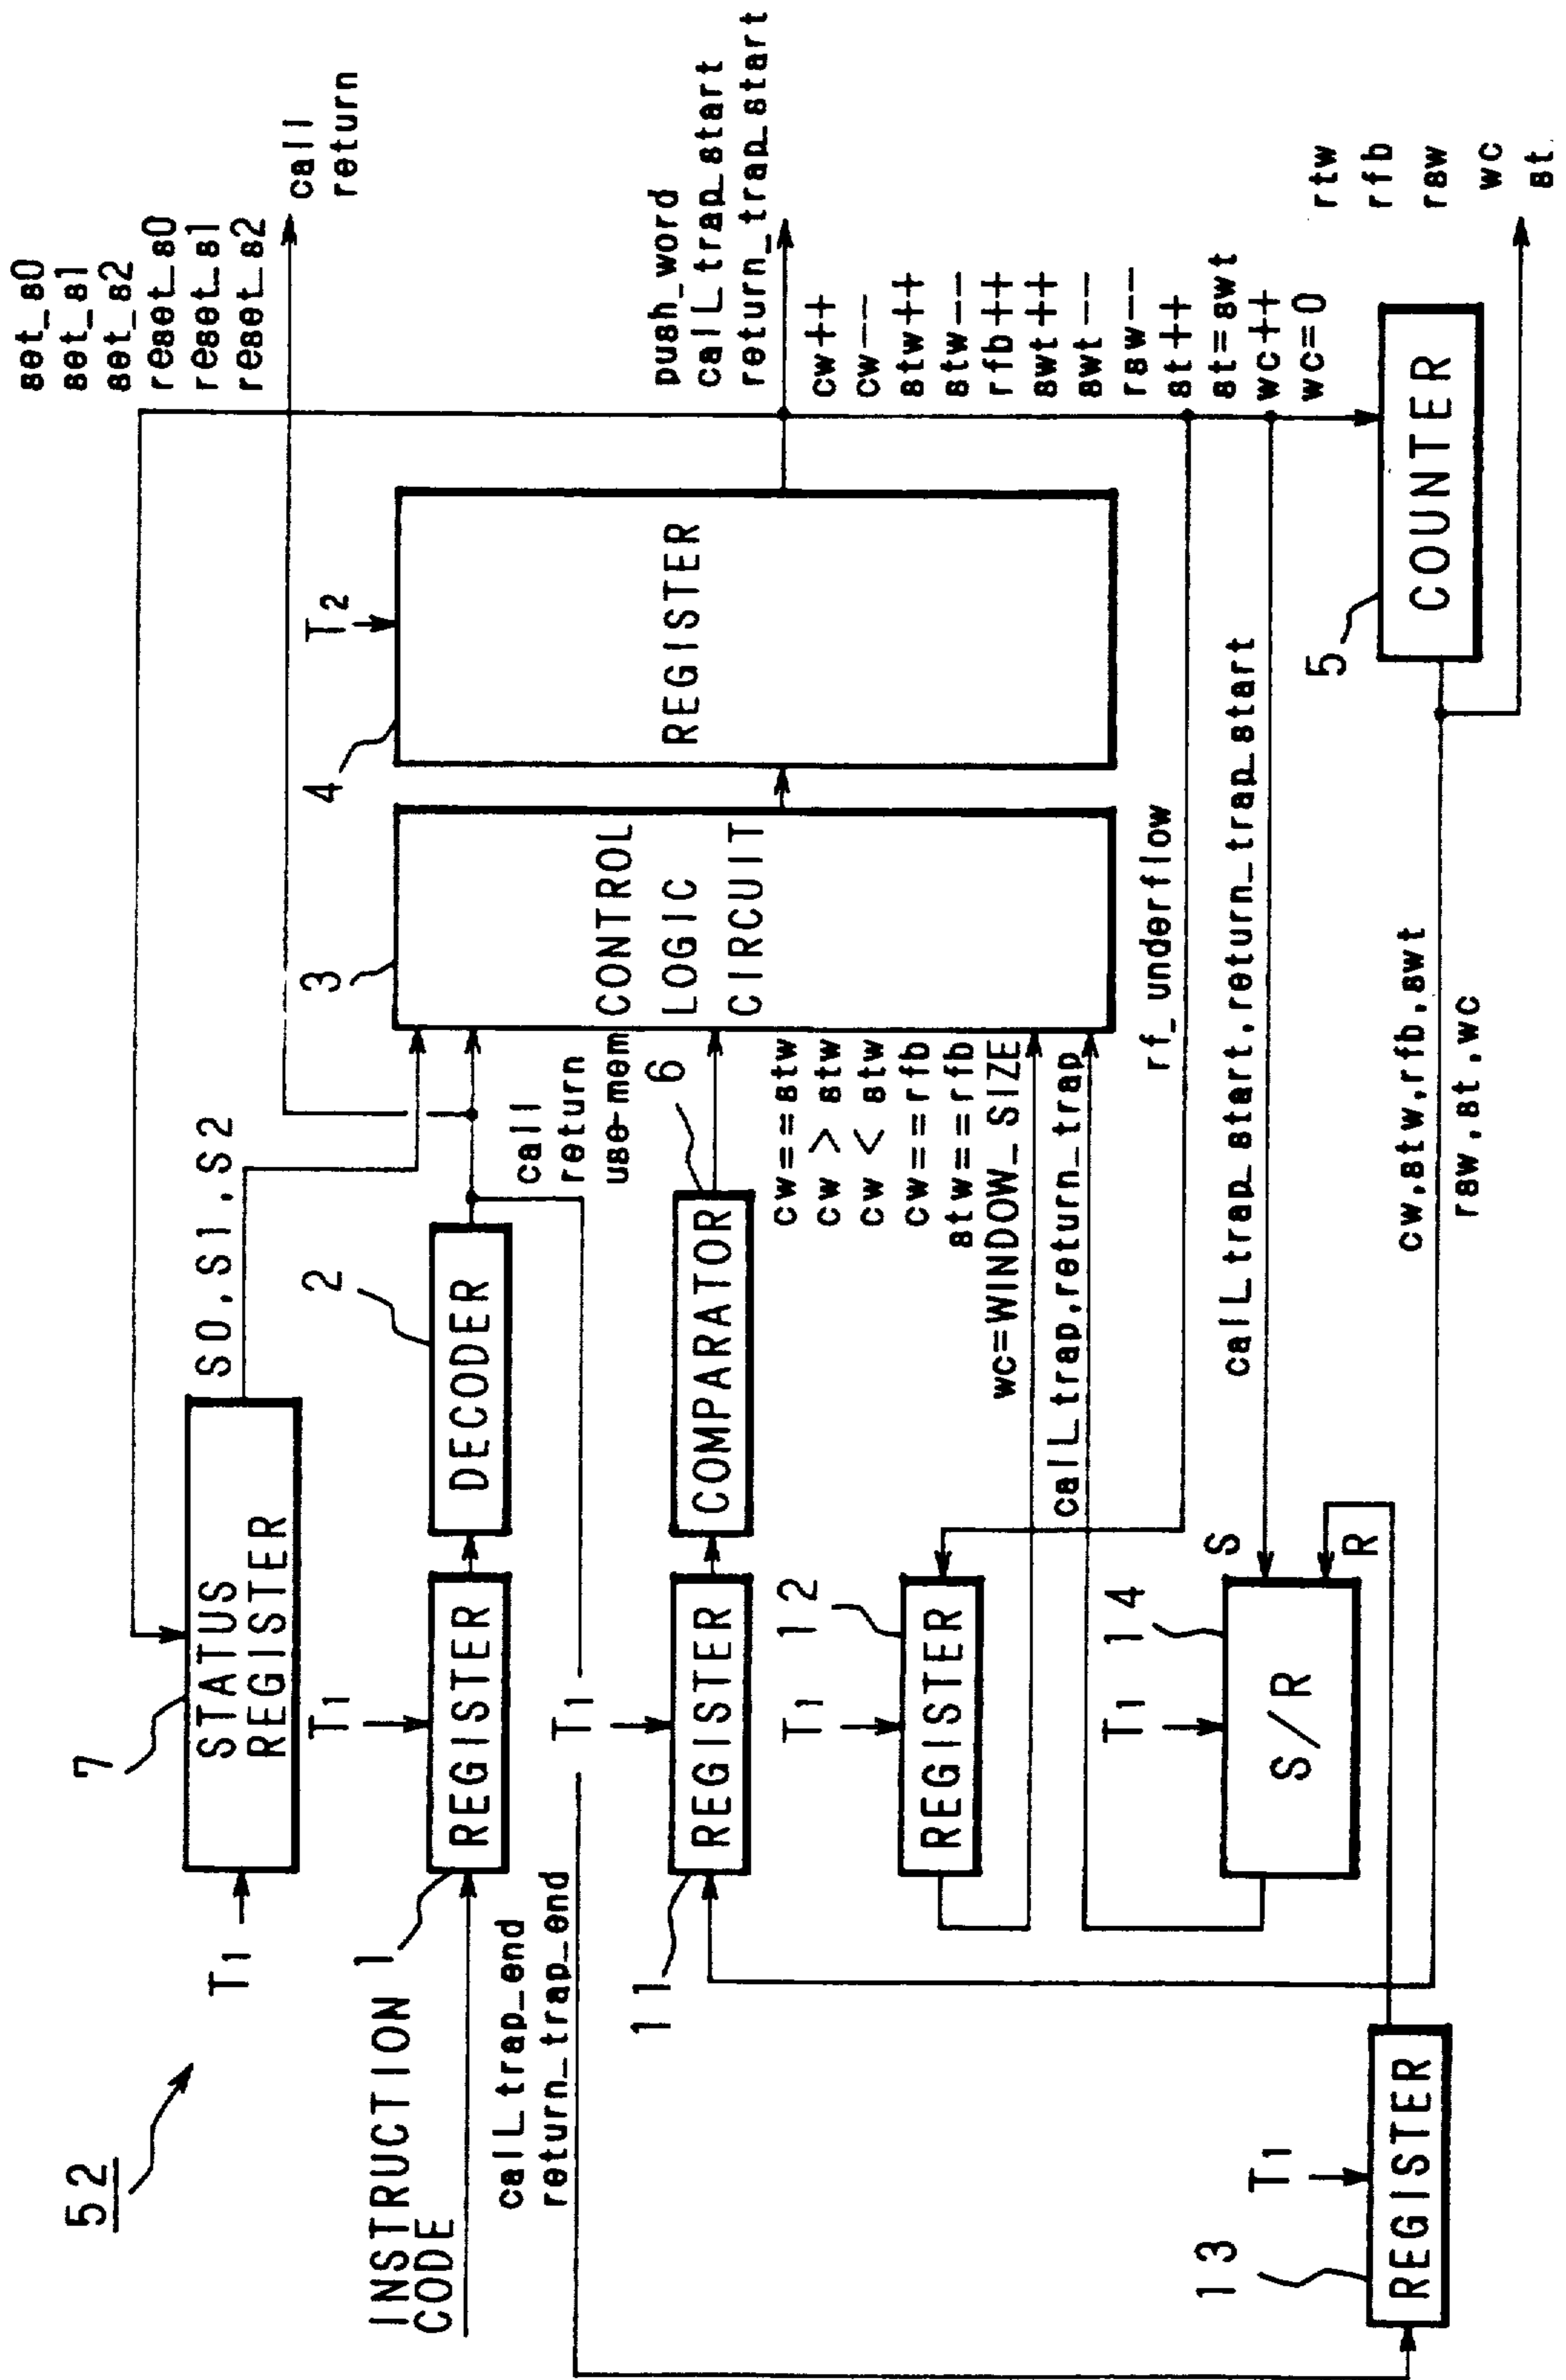 52
T1
7
STATUS
REGISTER
S0,S1,S2
set_s0
set_s1
set_s2
reset_s0
reset_s1
reset_s2
call
return
INSTRUCTION
CODE
1
T1
REGISTER
2
DECODER
call
return
use-mem
3
CONTROL
LOGIC
CIRCUIT
4
T2
REGISTER
push_word
call_trap_start
return_trap_start
call_trap_end
return_trap_end
11
T1
REGISTER
COMPARATOR
6
cw==stw
cw > stw
cw < stw
cw==rfb
stw==rfb
wc=WINDOW_SIZE
call_trap,return_trap
cw++
cw--
stw++
stw--
rfb++
swt++
swt--
rsw--
st++
st=swt
wc++
wc=0
T1
12
REGISTER
rf_underflow
T1
14
S/R
S
R
call_trap_start,return_trap_start
5
COUNTER
rtw
rfb
rsw
wc
st
cw,stw,rfb,swt
rsw,st,wc
13
T1
REGISTER